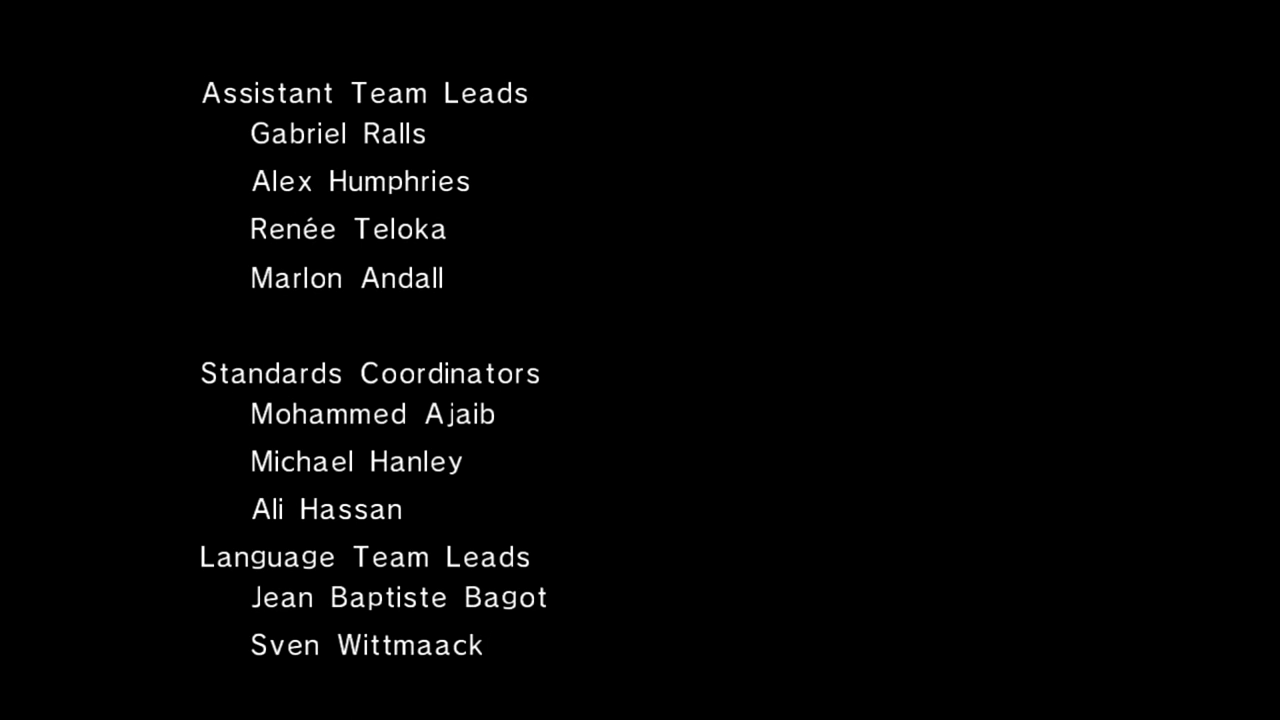 Assistant Team Leads
Gabriel Ralls
Alex Humphries
Renée Teloka
Marlon Andall
Standards Coordinators
Mohammed Ajaib
Michael Hanley
Ali Hassan
Language Team Leads
Jean Baptiste Bagot
Sven Wittmaack